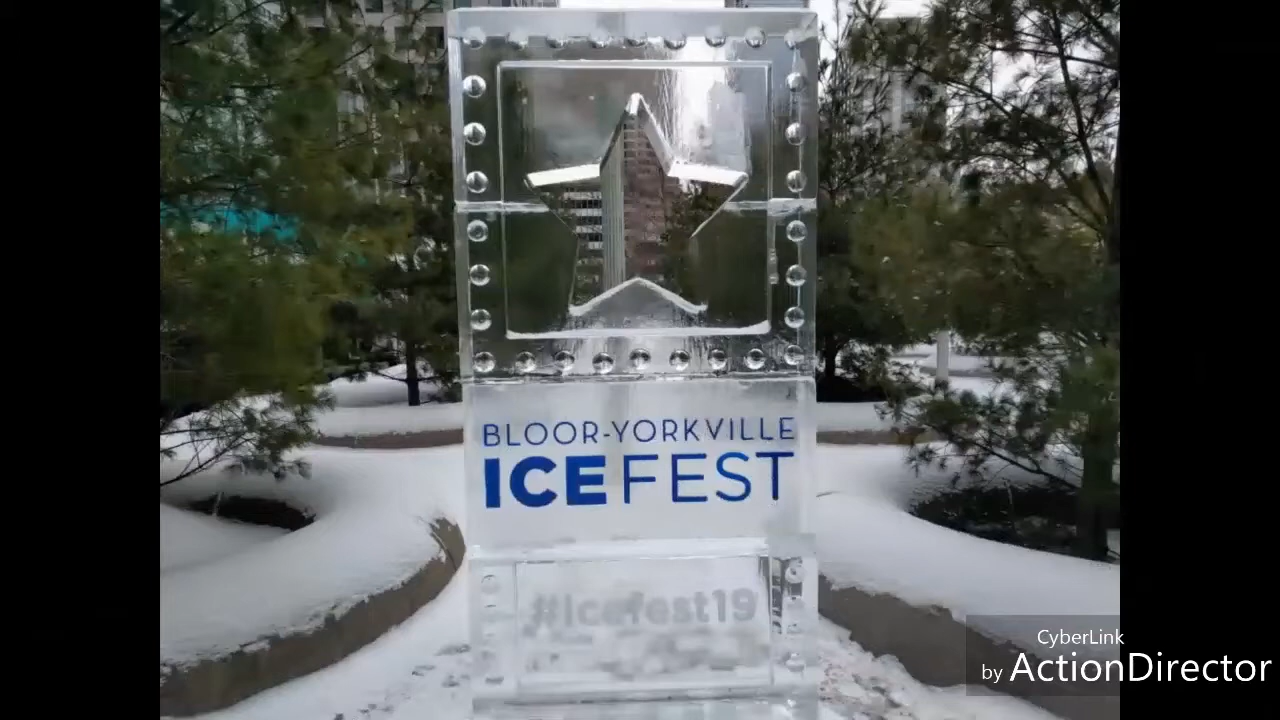 BLOOR-YORKVILLE
ICEFEST
#icefest19
CyberLink
by ActionDirector